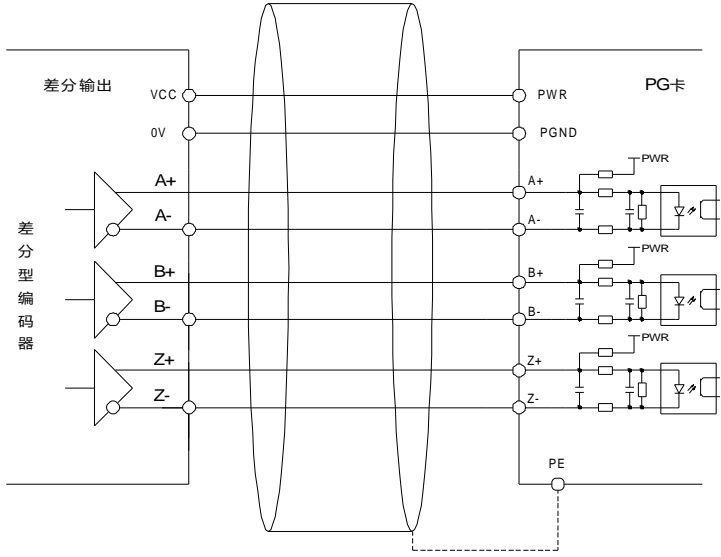 差分输出
VCC
PWR
PG卡
0V
PGND
PWR
A+
A+
A-
A-
差分型编码器
PWR
B+
B+
B-
B-
PWR
Z+
Z+
Z-
Z-
PE